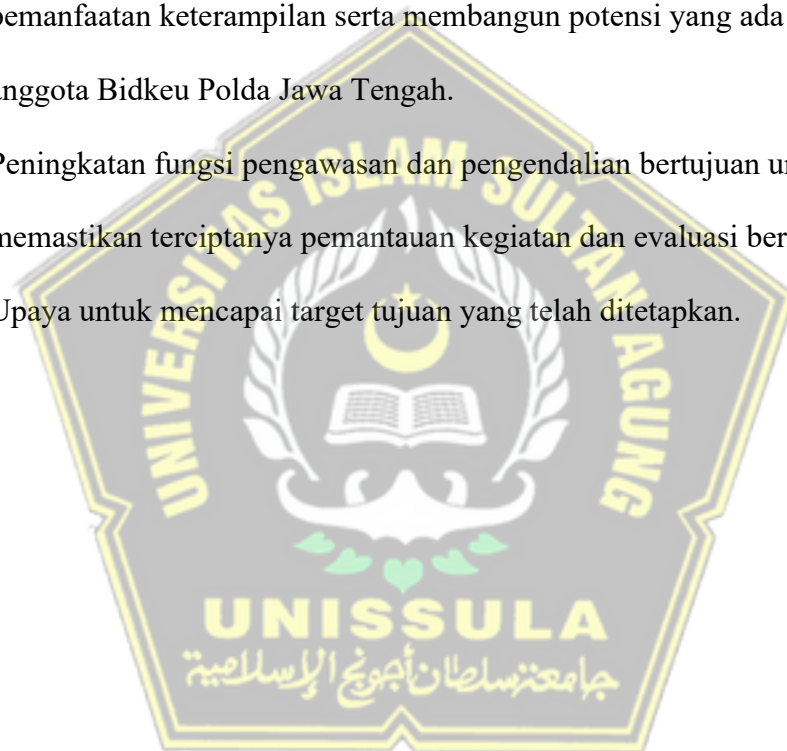 pemanfaatan keterampilan serta membangun potensi yang ada
anggota Bidkeu Polda Jawa Tengah.
Peningkatan fungsi pengawasan dan pengendalian bertujuan un
memastikan terciptanya pemantauan kegiatan dan evaluasi ber
Upaya untuk mencapai target tujuan yang telah ditetapkan.
UNIVERSITAS ISLAM SULTAN AGUNG
UNISSULA
جامعتنسلطان أجونج الإسلامية